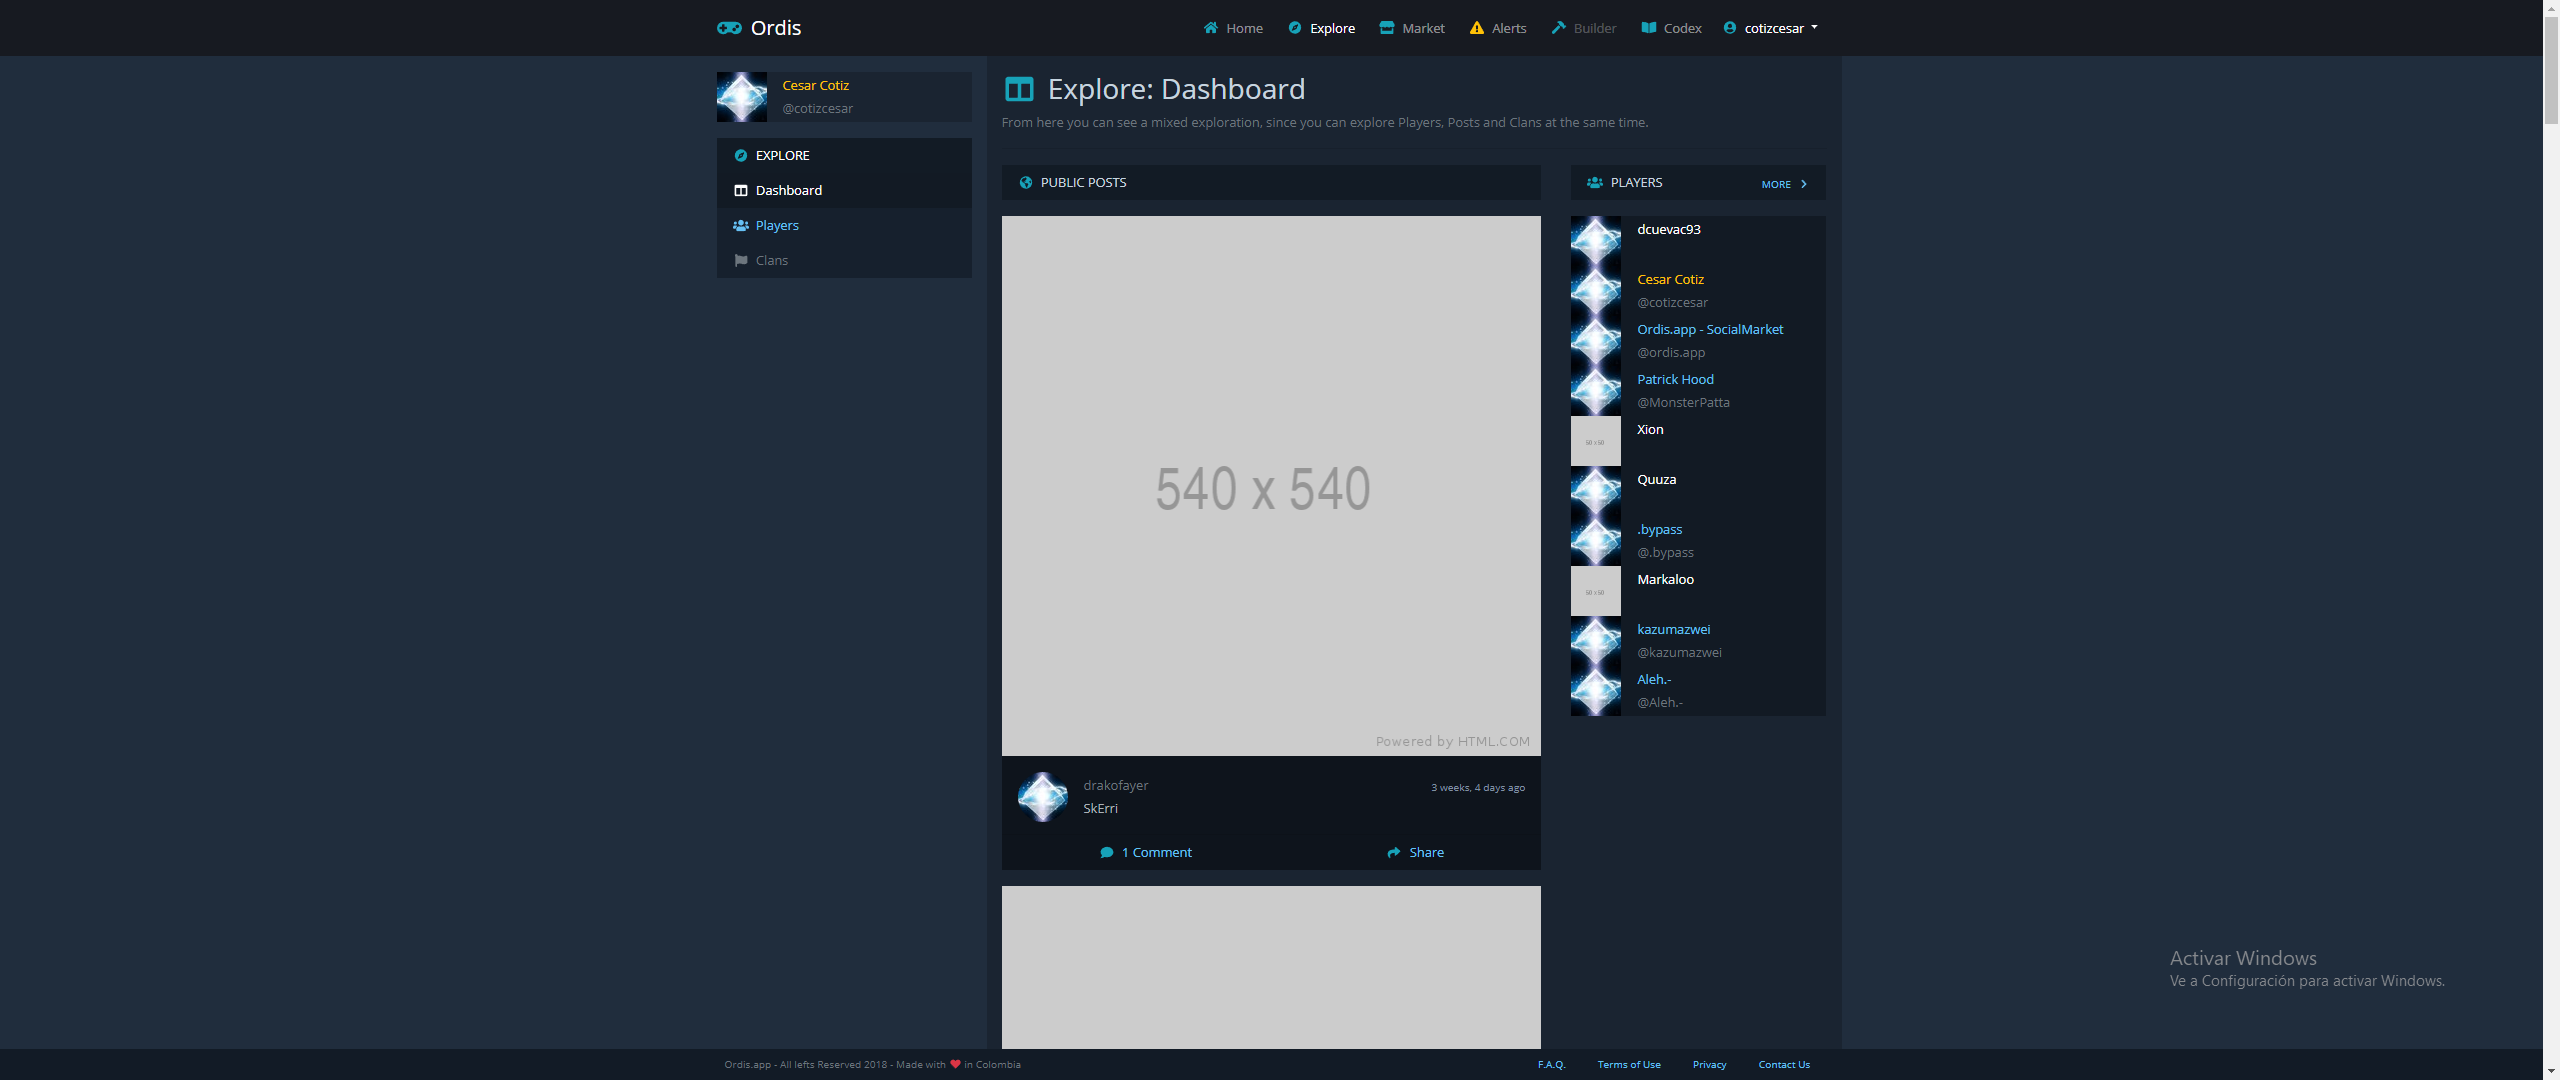 Ordis
Home Explore Market Alerts Builder Codex cotizcesar
Cesar Cotiz
@cotizcesar
EXPLORE
Dashboard
Players
Clans
Explore: Dashboard
From here you can see a mixed exploration, since you can explore Players, Posts and Clans at the same time.
PUBLIC POSTS
540 x 540
Powered by HTML.COM
drakofayer
3 weeks, 4 days ago
SkErri
1 Comment
Share
PLAYERS
MORE
dcuevac93
Cesar Cotiz
@cotizcesar
Ordis.app - SocialMarket
@ordis.app
Patrick Hood
@MonsterPatta
50 x 50
Xion
Quuza
.bypass
@.bypass
50 x 50
Markaloo
kazumazwei
@kazumazwei
Aleh.-
@Aleh.-
Activar Windows
Ve a Configuración para activar Windows.
Ordis.app - All lefts Reserved 2018 - Made with ❤ in Colombia
F.A.Q. Terms of Use Privacy Contact Us